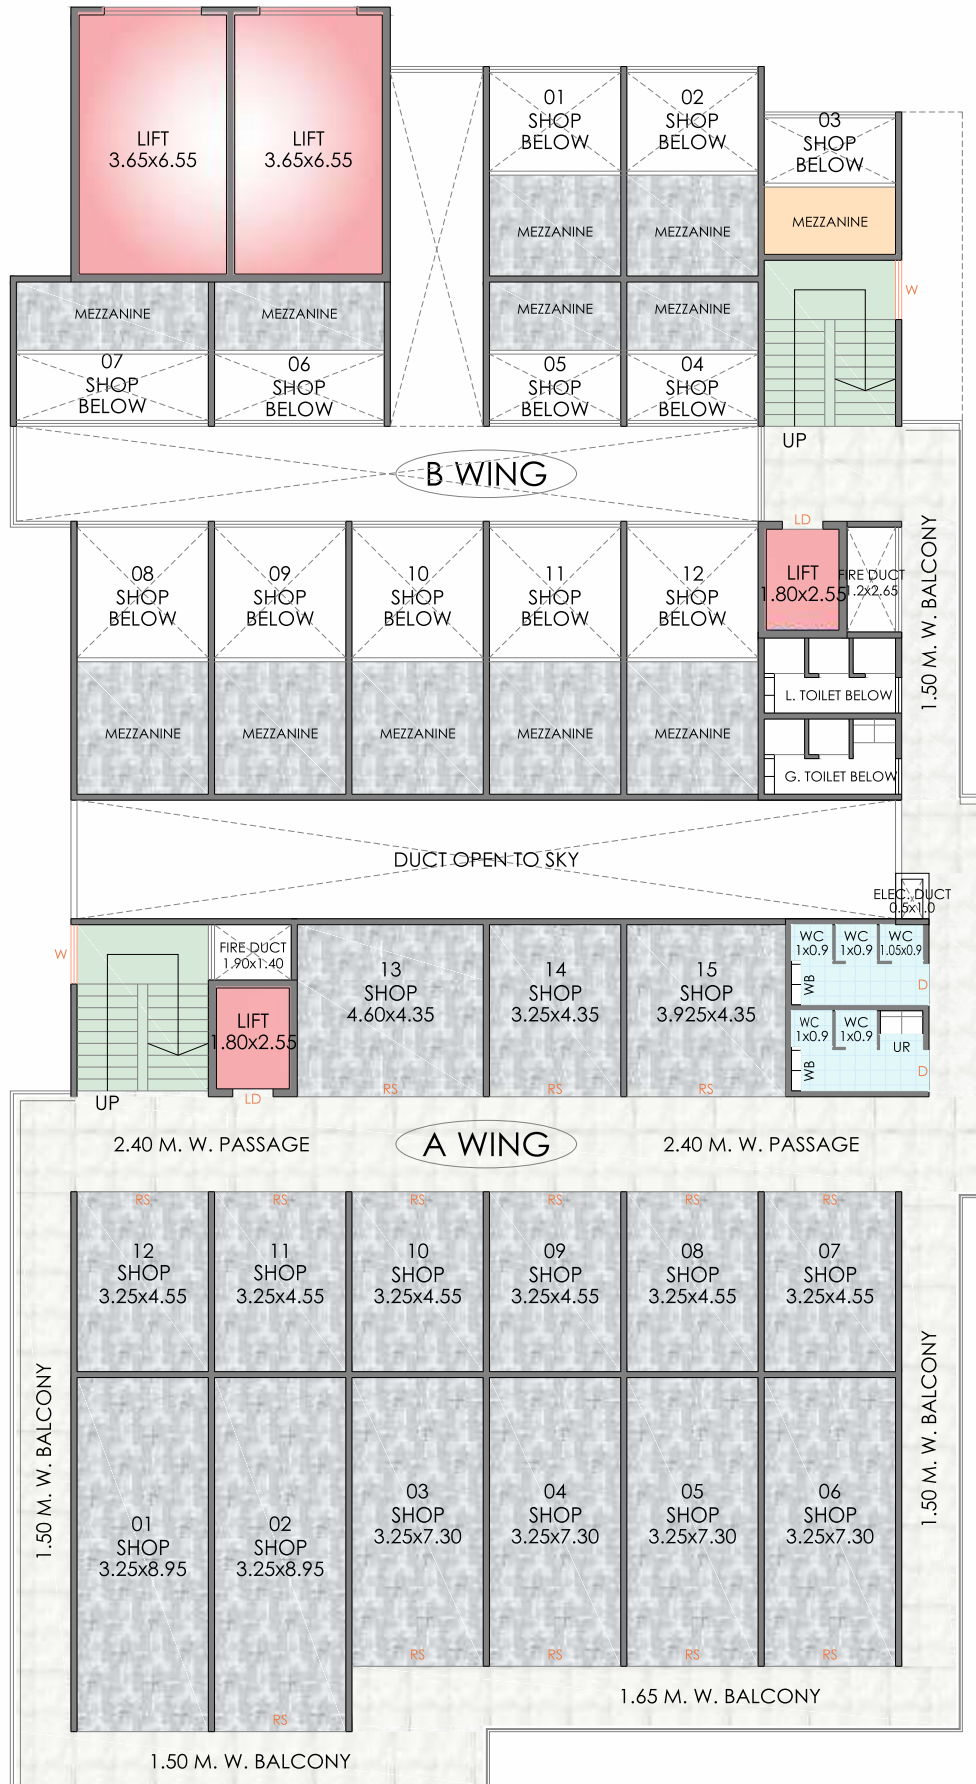 LIFT
3.65x6.55
LIFT
3.65x6.55
01
SHOP
BELOW
02
SHOP
BELOW
03
SHOP
BELOW
MEZZANINE
MEZZANINE
MEZZANINE
MEZZANINE
MEZZANINE
MEZZANINE
MEZZANINE
W
07
SHOP
BELOW
06
SHOP
BELOW
05
SHOP
BELOW
04
SHOP
BELOW
UP
B WING
LD
08
SHOP
BELOW
09
SHOP
BELOW
10
SHOP
BELOW
11
SHOP
BELOW
12
SHOP
BELOW
LIFT
1.80x2.55
FIRE DUCT
1.2x2.65
1.50 M. W. BALCONY
L. TOILET BELOW
MEZZANINE
MEZZANINE
MEZZANINE
MEZZANINE
MEZZANINE
G. TOILET BELOW
DUCT OPEN TO SKY
ELEC. DUCT
0.5x1.0
W
FIRE DUCT
1.90x1.40
LIFT
1.80x2.55
LD
UP
13
SHOP
4.60x4.35
RS
14
SHOP
3.25x4.35
RS
15
SHOP
3.925x4.35
RS
WC
1x0.9
WC
1x0.9
WC
1.05x0.9
WB
D
WC
1x0.9
WC
1x0.9
UR
WB
D
2.40 M. W. PASSAGE
A WING
2.40 M. W. PASSAGE
RS
RS
RS
RS
RS
RS
12
SHOP
3.25x4.55
11
SHOP
3.25x4.55
10
SHOP
3.25x4.55
09
SHOP
3.25x4.55
08
SHOP
3.25x4.55
07
SHOP
3.25x4.55
1.50 M. W. BALCONY
1.50 M. W. BALCONY
01
SHOP
3.25x8.95
02
SHOP
3.25x8.95
RS
03
SHOP
3.25x7.30
RS
04
SHOP
3.25x7.30
RS
05
SHOP
3.25x7.30
RS
06
SHOP
3.25x7.30
RS
1.65 M. W. BALCONY
1.50 M. W. BALCONY